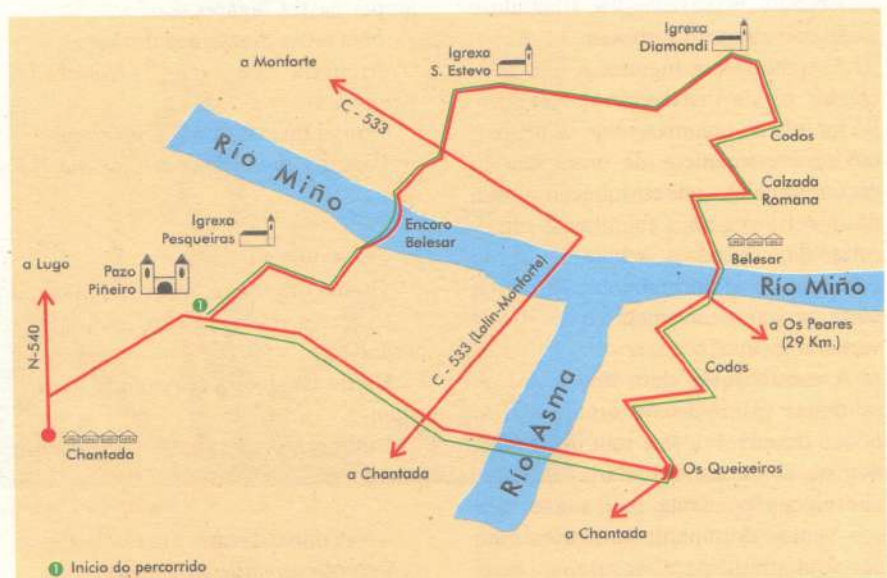 Igrexa
Diamondi
Igrexa
S. Estevo
a Monforte
C - 533
Codos
Río Miño
Calzada
Romana
Igrexa
Pesqueiras
Encoro
Belesar
Belesar
a Lugo
Pazo
Piñeiro
Río Miño
1
a Os Peares
(29 Km.)
N-540
C - 533 (Lalín-Monforte)
Codos
Río Asma
Chantada
a Chantada
Os Queixeiros
a Chantada
1 Inicio do percorrido